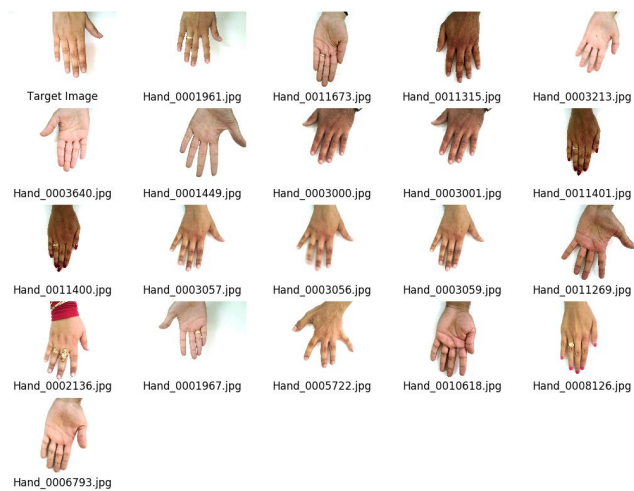 Target Image
Hand_0001961.jpg
Hand_0011673.jpg
Hand_0011315.jpg
Hand_0003213.jpg
Hand_0003640.jpg
Hand_0001449.jpg
Hand_0003000.jpg
Hand_0003001.jpg
Hand_0011401.jpg
Hand_0011400.jpg
Hand_0003057.jpg
Hand_0003056.jpg
Hand_0003059.jpg
Hand_0011269.jpg
Hand_0002136.jpg
Hand_0001967.jpg
Hand_0005722.jpg
Hand_0010618.jpg
Hand_0008126.jpg
Hand_0006793.jpg